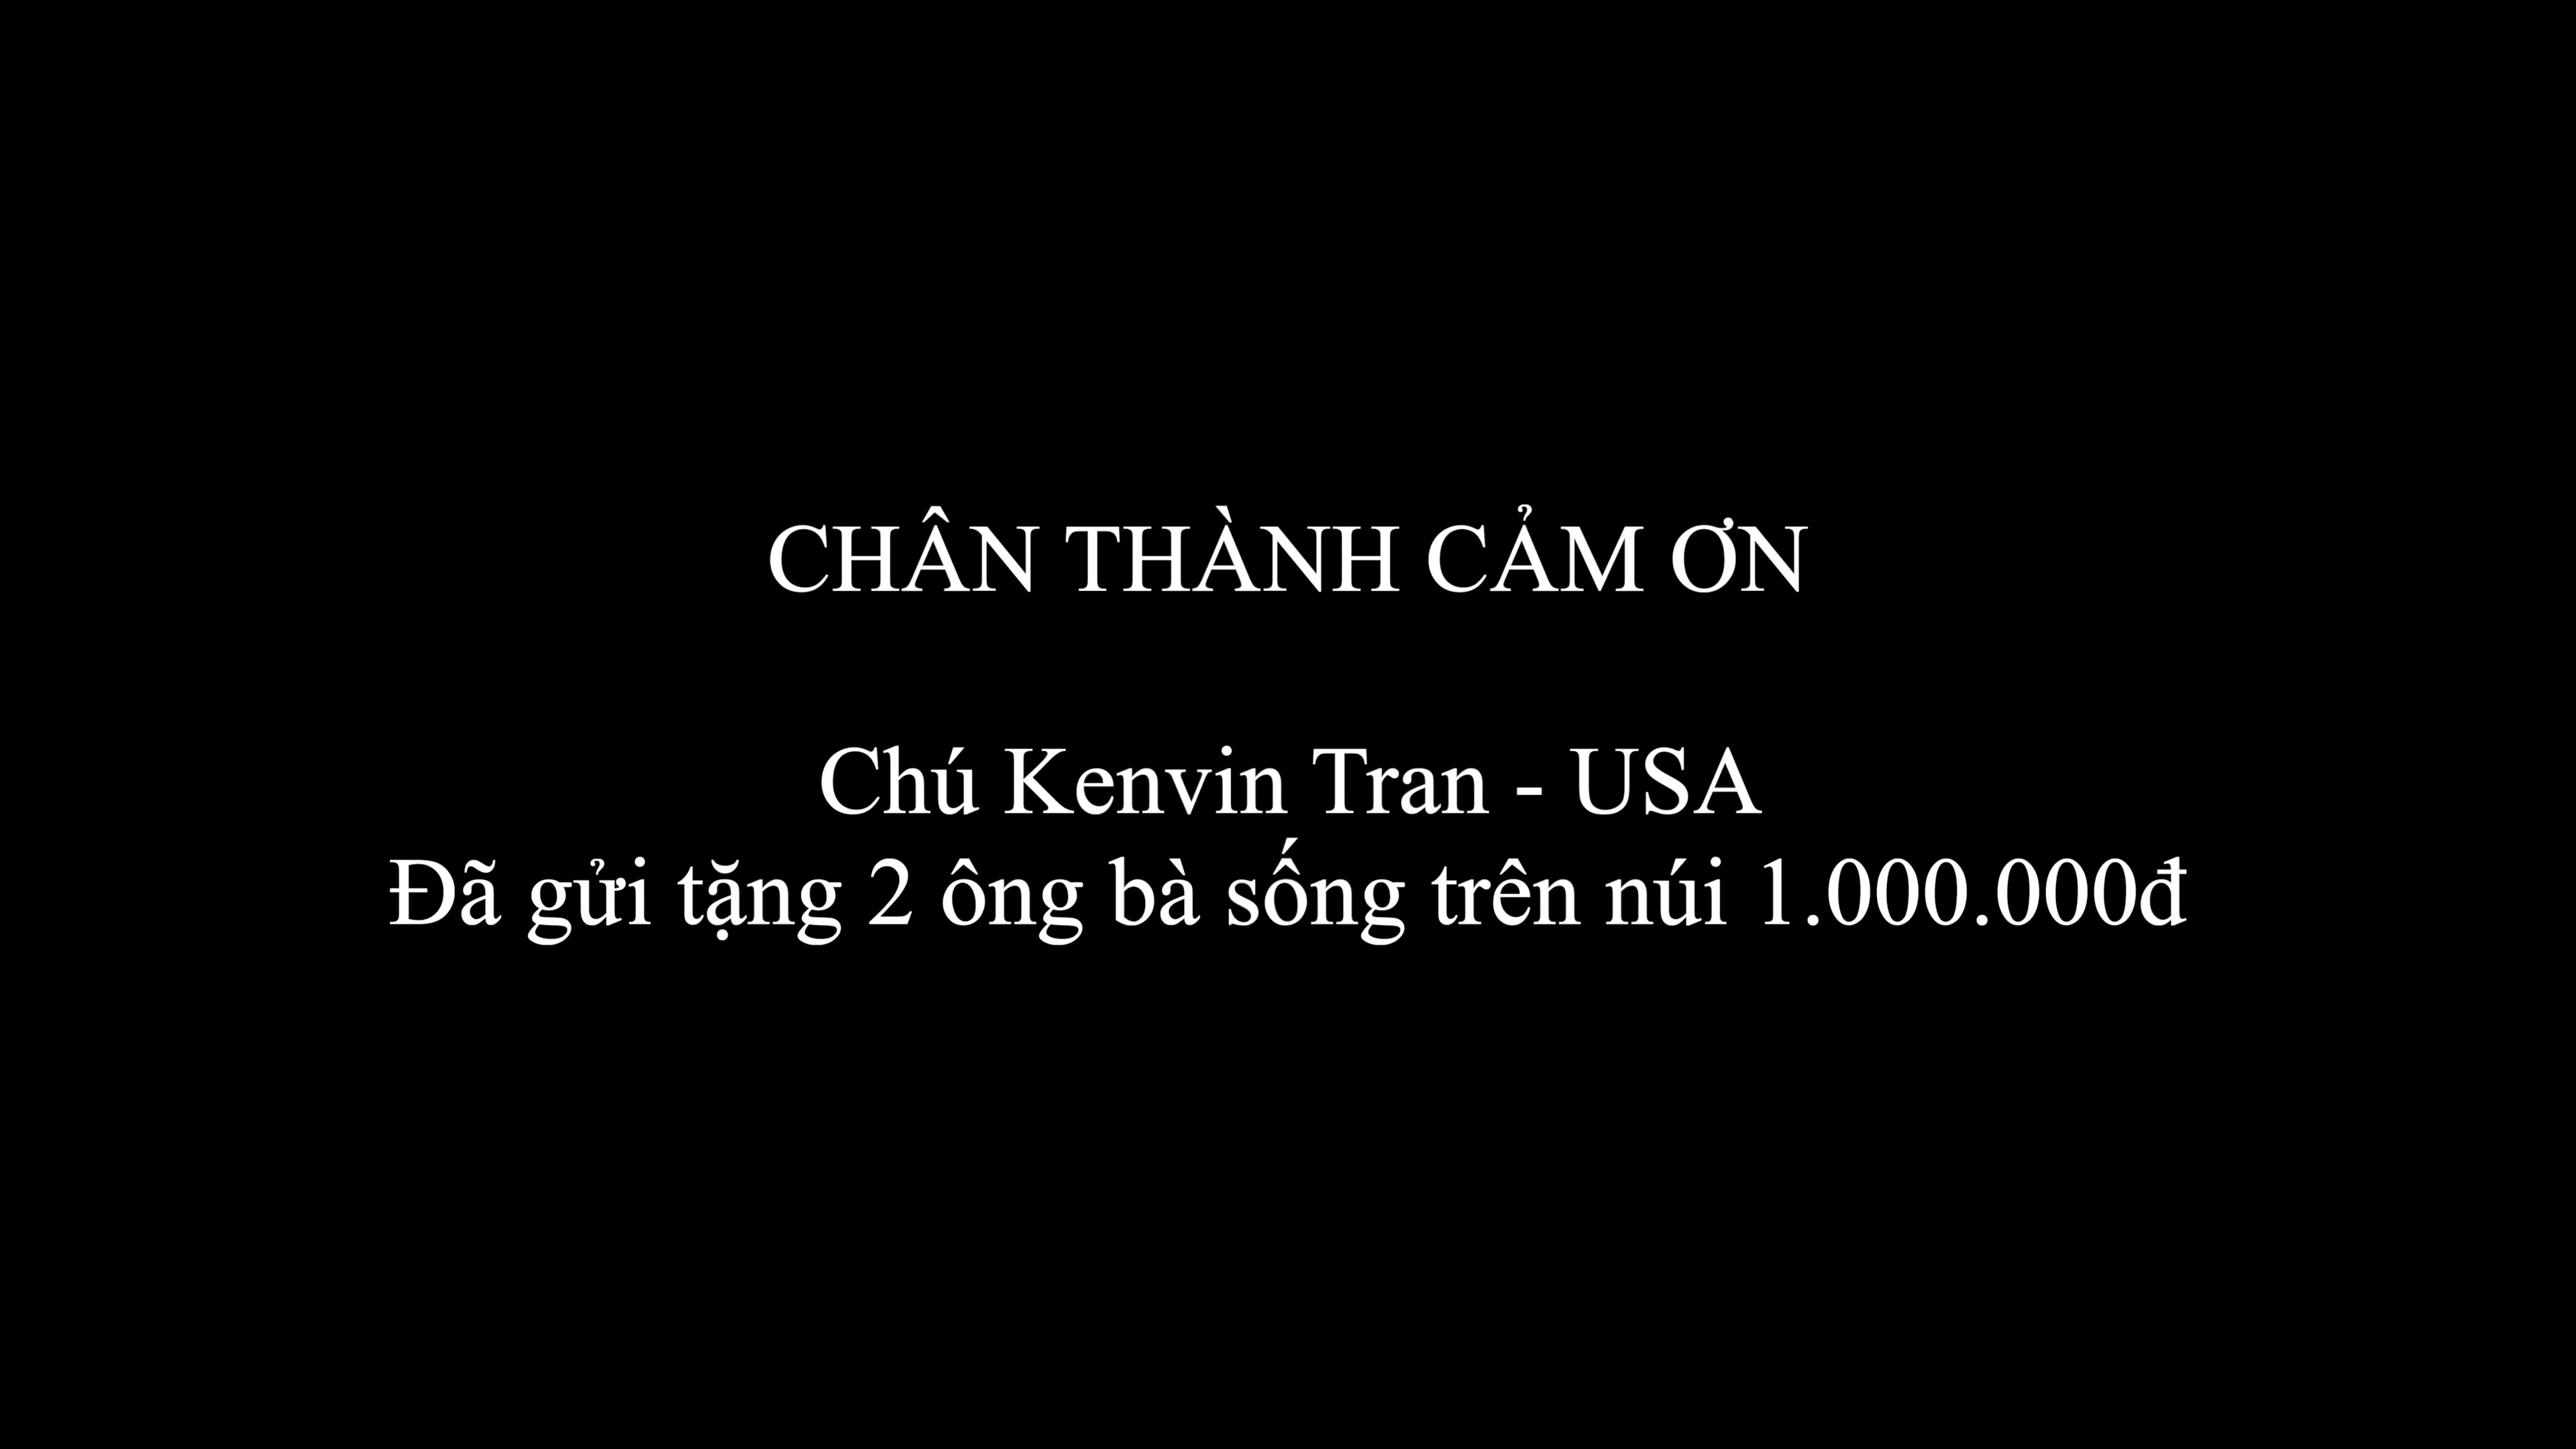 CHÂN THÀNH CẢM ƠN
Chú Kenvin Tran - USA
Đã gửi tặng 2 ông bà sống trên núi 1.000.000đ